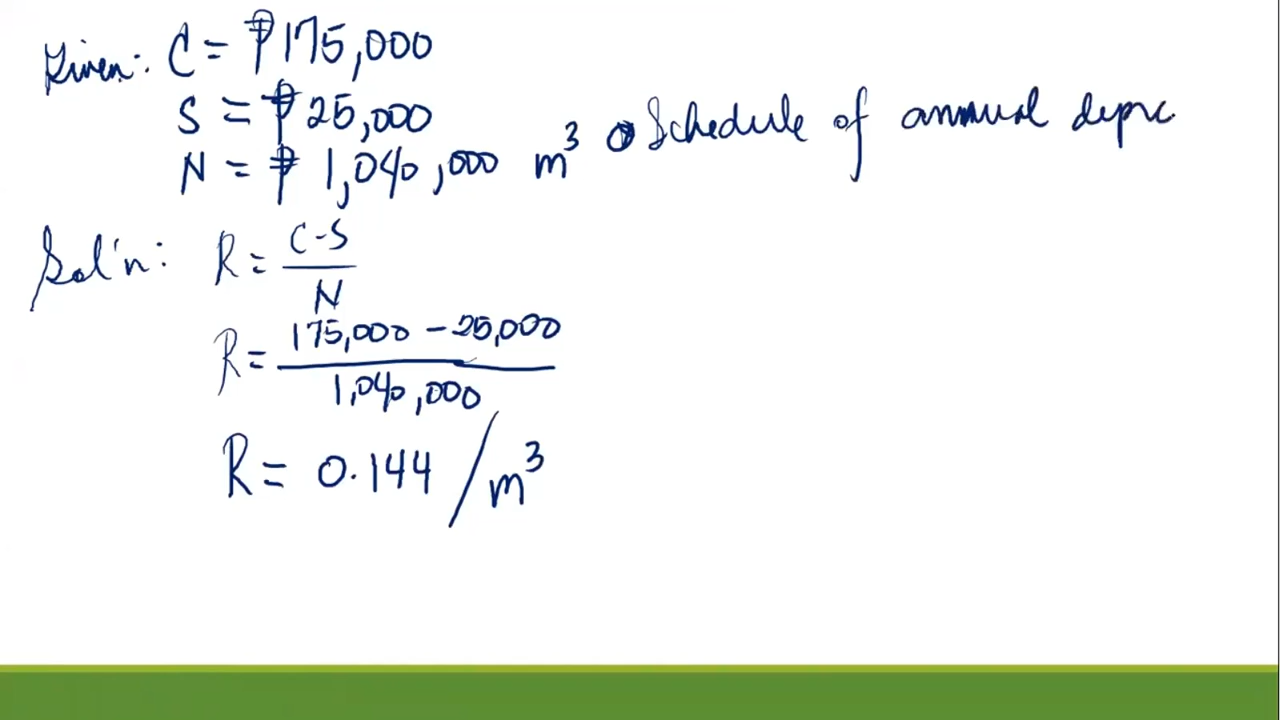 Given: C = ₱175,000
S = ₱25,000
N = ₱ 1,040,000 m³ Schedule of annual deprc.
Sol'n: R = C-S / N
R = 175,000 - 25,000 / 1,040,000
R = 0.144 / m³